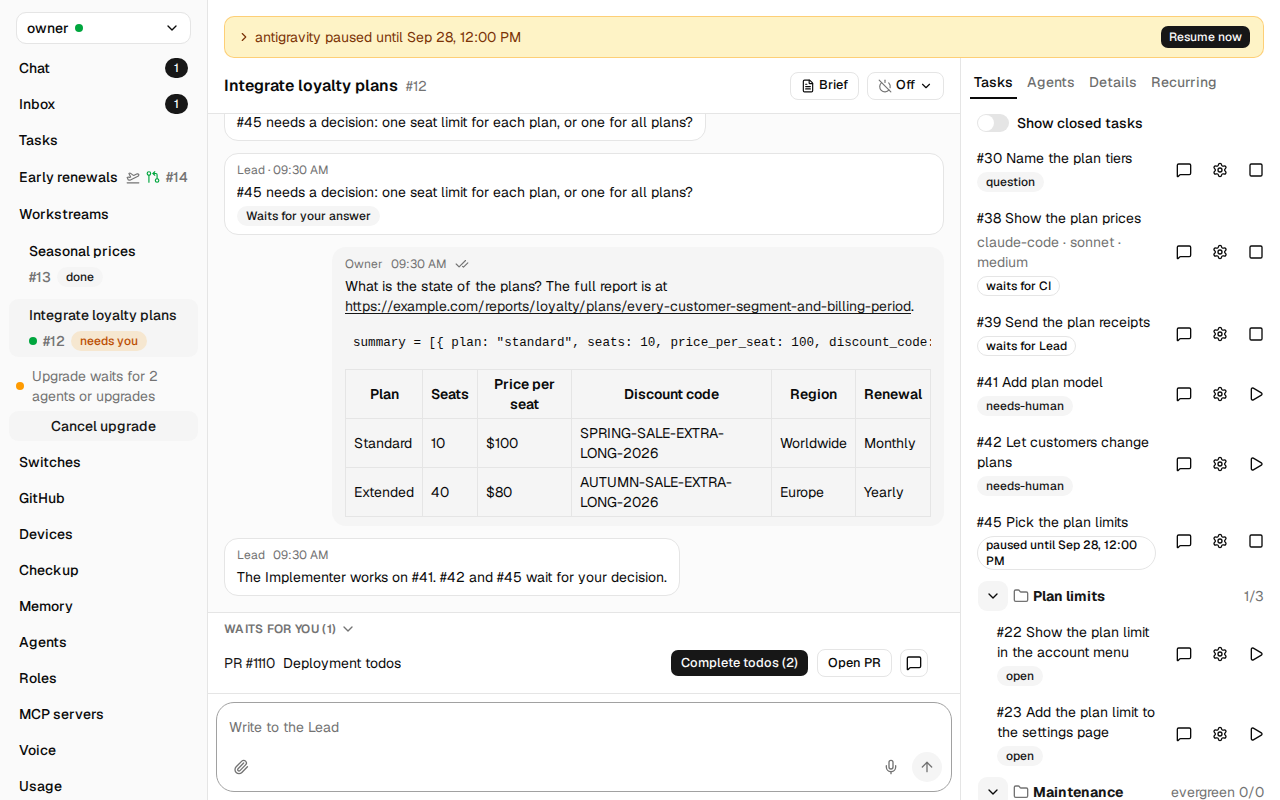 owner
Chat 1
Inbox 1
Tasks
Early renewals #14
Workstreams
Seasonal prices
#13 done
Integrate loyalty plans
#12 needs you
Upgrade waits for 2
agents or upgrades
Cancel upgrade
Switches
GitHub
Devices
Checkup
Memory
Agents
Roles
MCP servers
Voice
Usage
antigravity paused until Sep 28, 12:00 PM
Resume now
Integrate loyalty plans #12
Brief
Off
#45 needs a decision: one seat limit for each plan, or one for all plans?
Lead · 09:30 AM
#45 needs a decision: one seat limit for each plan, or one for all plans?
Waits for your answer
Owner 09:30 AM
What is the state of the plans? The full report is at
https://example.com/reports/loyalty/plans/every-customer-segment-and-billing-period.
summary = [{ plan: "standard", seats: 10, price_per_seat: 100, discount_code:
Plan Seats Price per seat Discount code Region Renewal
Standard 10 $100 SPRING-SALE-EXTRA-LONG-2026 Worldwide Monthly
Extended 40 $80 AUTUMN-SALE-EXTRA-LONG-2026 Europe Yearly
Lead 09:30 AM
The Implementer works on #41. #42 and #45 wait for your decision.
WAITS FOR YOU (1)
PR #1110 Deployment todos
Complete todos (2)
Open PR
Write to the Lead
Tasks Agents Details Recurring
Show closed tasks
#30 Name the plan tiers
question
#38 Show the plan prices
claude-code · sonnet ·
medium
waits for CI
#39 Send the plan receipts
waits for Lead
#41 Add plan model
needs-human
#42 Let customers change
plans
needs-human
#45 Pick the plan limits
paused until Sep 28, 12:00
PM
Plan limits 1/3
#22 Show the plan limit
in the account menu
open
#23 Add the plan limit to
the settings page
open
Maintenance evergreen 0/0